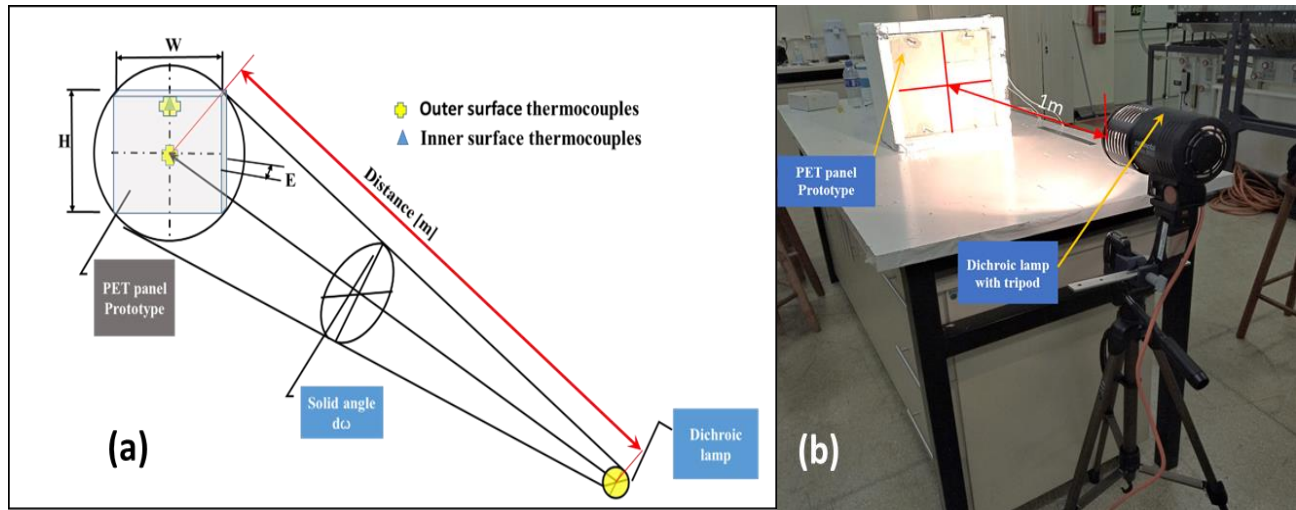 W
H
E
Outer surface thermocouples
Inner surface thermocouples
Distance [m]
PET panel
Prototype
Solid angle
dω
Dichroic
lamp
(a)
1m
PET panel
Prototype
Dichroic lamp
with tripod
(b)